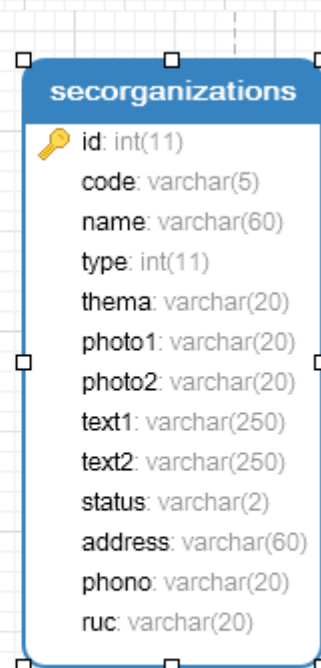 secorganizations
id: int(11)
code: varchar(5)
name: varchar(60)
type: int(11)
thema: varchar(20)
photo1: varchar(20)
photo2: varchar(20)
text1: varchar(250)
text2: varchar(250)
status: varchar(2)
address: varchar(60)
phono: varchar(20)
ruc: varchar(20)